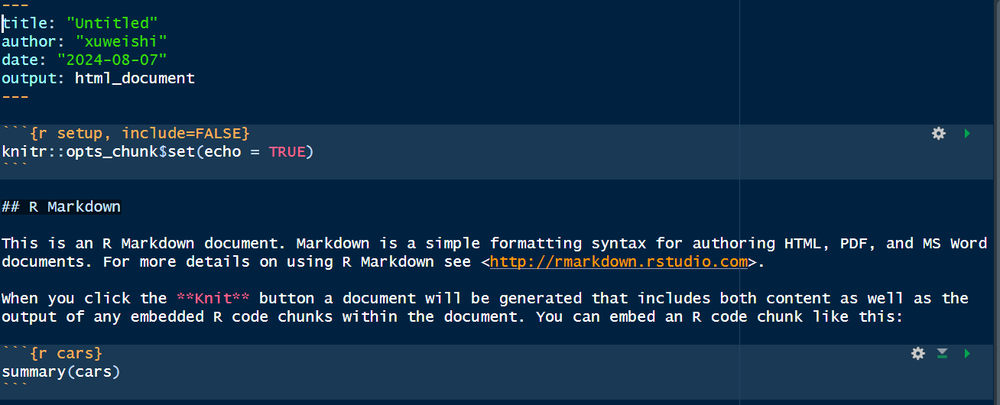 ---
title: "Untitled"
author: "xuweishi"
date: "2024-08-07"
output: html_document
---
```{r setup, include=FALSE}
knitr::opts_chunk$set(echo = TRUE)
```
## R Markdown
This is an R Markdown document. Markdown is a simple formatting syntax for authoring HTML, PDF, and MS Word
documents. For more details on using R Markdown see <http://rmarkdown.rstudio.com>.
When you click the **Knit** button a document will be generated that includes both content as well as the
output of any embedded R code chunks within the document. You can embed an R code chunk like this:
```{r cars}
summary(cars)
```